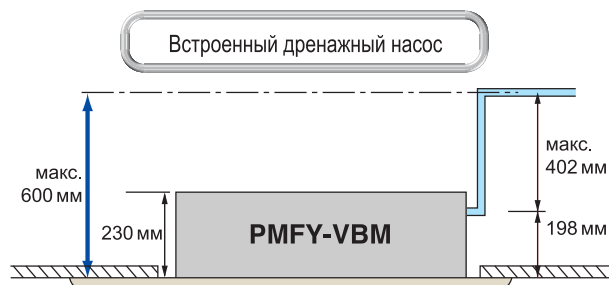 Встроенный дренажный насос
макс.
600 мм
230 мм
PMFY-VBM
макс.
402 мм
198 мм